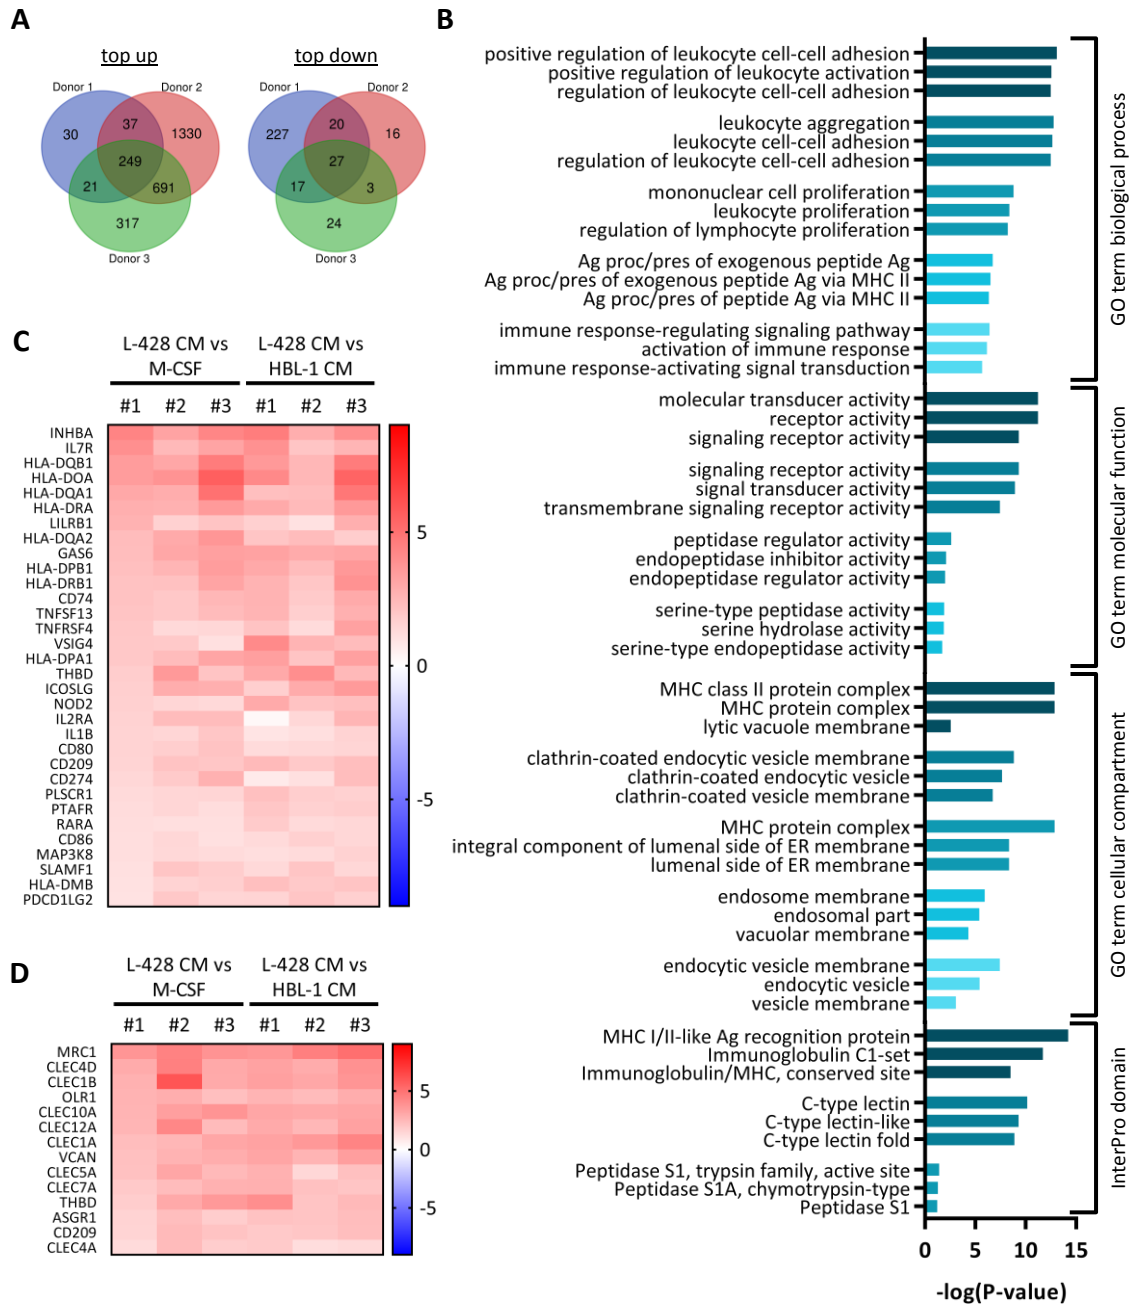 A
top up
top down
Donor 1
Donor 2
Donor 1
Donor 2
30
37
1330
249
21
691
317
Donor 3
227
20
16
27
17
3
24
Donor 3
B
positive regulation of leukocyte cell-cell adhesion
positive regulation of leukocyte activation
regulation of leukocyte cell-cell adhesion
leukocyte aggregation
leukocyte cell-cell adhesion
regulation of leukocyte cell-cell adhesion
mononuclear cell proliferation
leukocyte proliferation
regulation of lymphocyte proliferation
Ag proc/pres of exogenous peptide Ag
Ag proc/pres of exogenous peptide Ag via MHC II
Ag proc/pres of peptide Ag via MHC II
immune response-regulating signaling pathway
activation of immune response
immune response-activating signal transduction
GO term biological process
molecular transducer activity
receptor activity
signaling receptor activity
signaling receptor activity
signal transducer activity
transmembrane signaling receptor activity
peptidase regulator activity
endopeptidase inhibitor activity
endopeptidase regulator activity
serine-type peptidase activity
serine hydrolase activity
serine-type endopeptidase activity
GO term molecular function
MHC class II protein complex
MHC protein complex
lytic vacuole membrane
clathrin-coated endocytic vesicle membrane
clathrin-coated endocytic vesicle
clathrin-coated vesicle membrane
MHC protein complex
integral component of lumenal side of ER membrane
lumenal side of ER membrane
endosome membrane
endosomal part
vacuolar membrane
endocytic vesicle membrane
endocytic vesicle
vesicle membrane
GO term cellular compartment
MHC I/II-like Ag recognition protein
Immunoglobulin C1-set
Immunoglobulin/MHC, conserved site
C-type lectin
C-type lectin-like
C-type lectin fold
Peptidase S1, trypsin family, active site
Peptidase S1A, chymotrypsin-type
Peptidase S1
InterPro domain
0 5 10 15
-log(P-value)
C
L-428 CM vs
M-CSF
L-428 CM vs
HBL-1 CM
#1 #2 #3 #1 #2 #3
INHBA
IL7R
HLA-DQB1
HLA-DOA
HLA-DQA1
HLA-DRA
LILRB1
HLA-DQA2
GAS6
HLA-DPB1
HLA-DRB1
CD74
TNFSF13
TNFRSF4
VSIG4
HLA-DPA1
THBD
ICOSLG
NOD2
IL2RA
IL1B
CD80
CD209
CD274
PLSCR1
PTAFR
RARA
CD86
MAP3K8
SLAMF1
HLA-DMB
PDCD1LG2
5
0
-5
D
L-428 CM vs
M-CSF
L-428 CM vs
HBL-1 CM
#1 #2 #3 #1 #2 #3
MRC1
CLEC4D
CLEC1B
OLR1
CLEC10A
CLEC12A
CLEC1A
VCAN
CLEC5A
CLEC7A
THBD
ASGR1
CD209
CLEC4A
5
0
-5